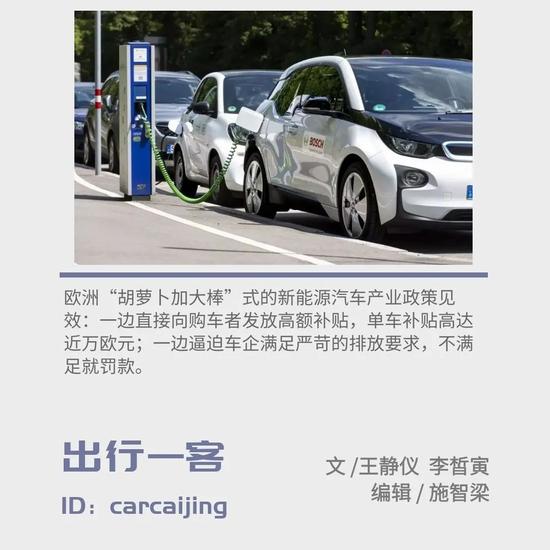 BOSCH
欧洲“胡萝卜加大棒”式的新能源汽车产业政策见
效：一边直接向购车者发放高额补贴，单车补贴高达
近万欧元；一边逼迫车企满足严苛的排放要求，不满
足就罚款。
出行一客
ID：carcaijing
文/王静仪 李皙寅
编辑/施智梁